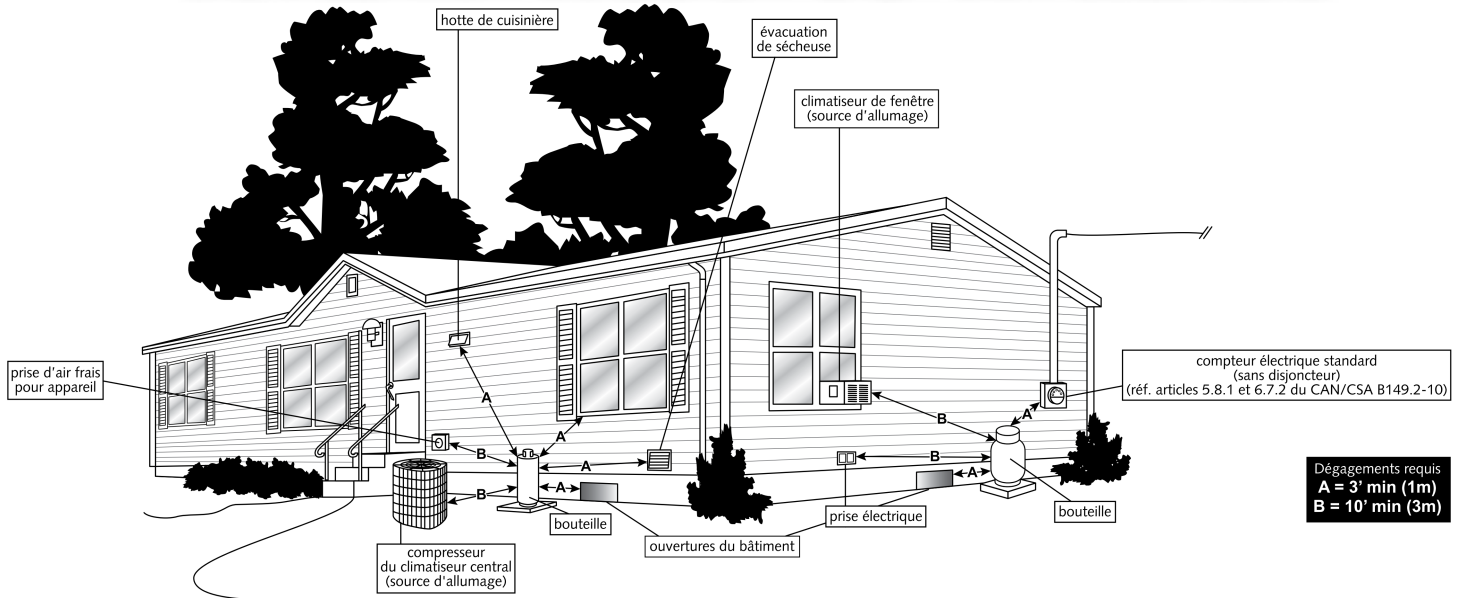 hotte de cuisinière
évacuation
de sécheuse
climatiseur de fenêtre
(source d'allumage)
prise d'air frais
pour appareil
compteur électrique standard
(sans disjoncteur)
(réf. articles 5.8.1 et 6.7.2 du CAN/CSA B149.2-10)
A
A
B
A
B
A
B
B
A
A
Dégagements requis
A = 3' min (1m)
B = 10' min (3m)
bouteille
prise électrique
bouteille
ouvertures du bâtiment
compresseur
du climatiseur central
(source d'allumage)